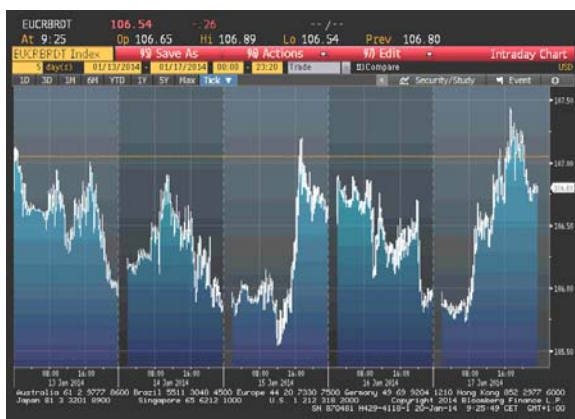 EUCRBRDT 106.54 -.26 --/--
At 9:25 Op 106.65 Hi 106.89 Lo 106.54 Prev 106.80
EUCRBRDT Index 99) Save As 98) Actions 97) Edit Intraday Chart
5 day(s) 01/13/2014 - 01/17/2014 00:00 - 23:20 Trade Compare USD
1D 3D 1M 6M YTD 1Y 5Y Max Tick ▼ Security/Study Event
107.50
107.00
106.50
106.00
105.50
08:00 16:00 08:00 16:00 08:00 16:00 08:00 16:00 08:00 16:00
13 Jan 2014 14 Jan 2014 15 Jan 2014 16 Jan 2014 17 Jan 2014
Australia 61 2 9777 8600 Brazil 5511 3048 4500 Europe 44 20 7330 7500 Germany 49 69 9204 1210 Hong Kong 852 2977 6000
Japan 81 3 3201 8900 Singapore 65 6212 1000 U.S. 1 212 318 2000 Copyright 2014 Bloomberg Finance L.P.
SN 870481 H429-4118-1 20-Jan-14 9:25:49 CET GMT+1:00